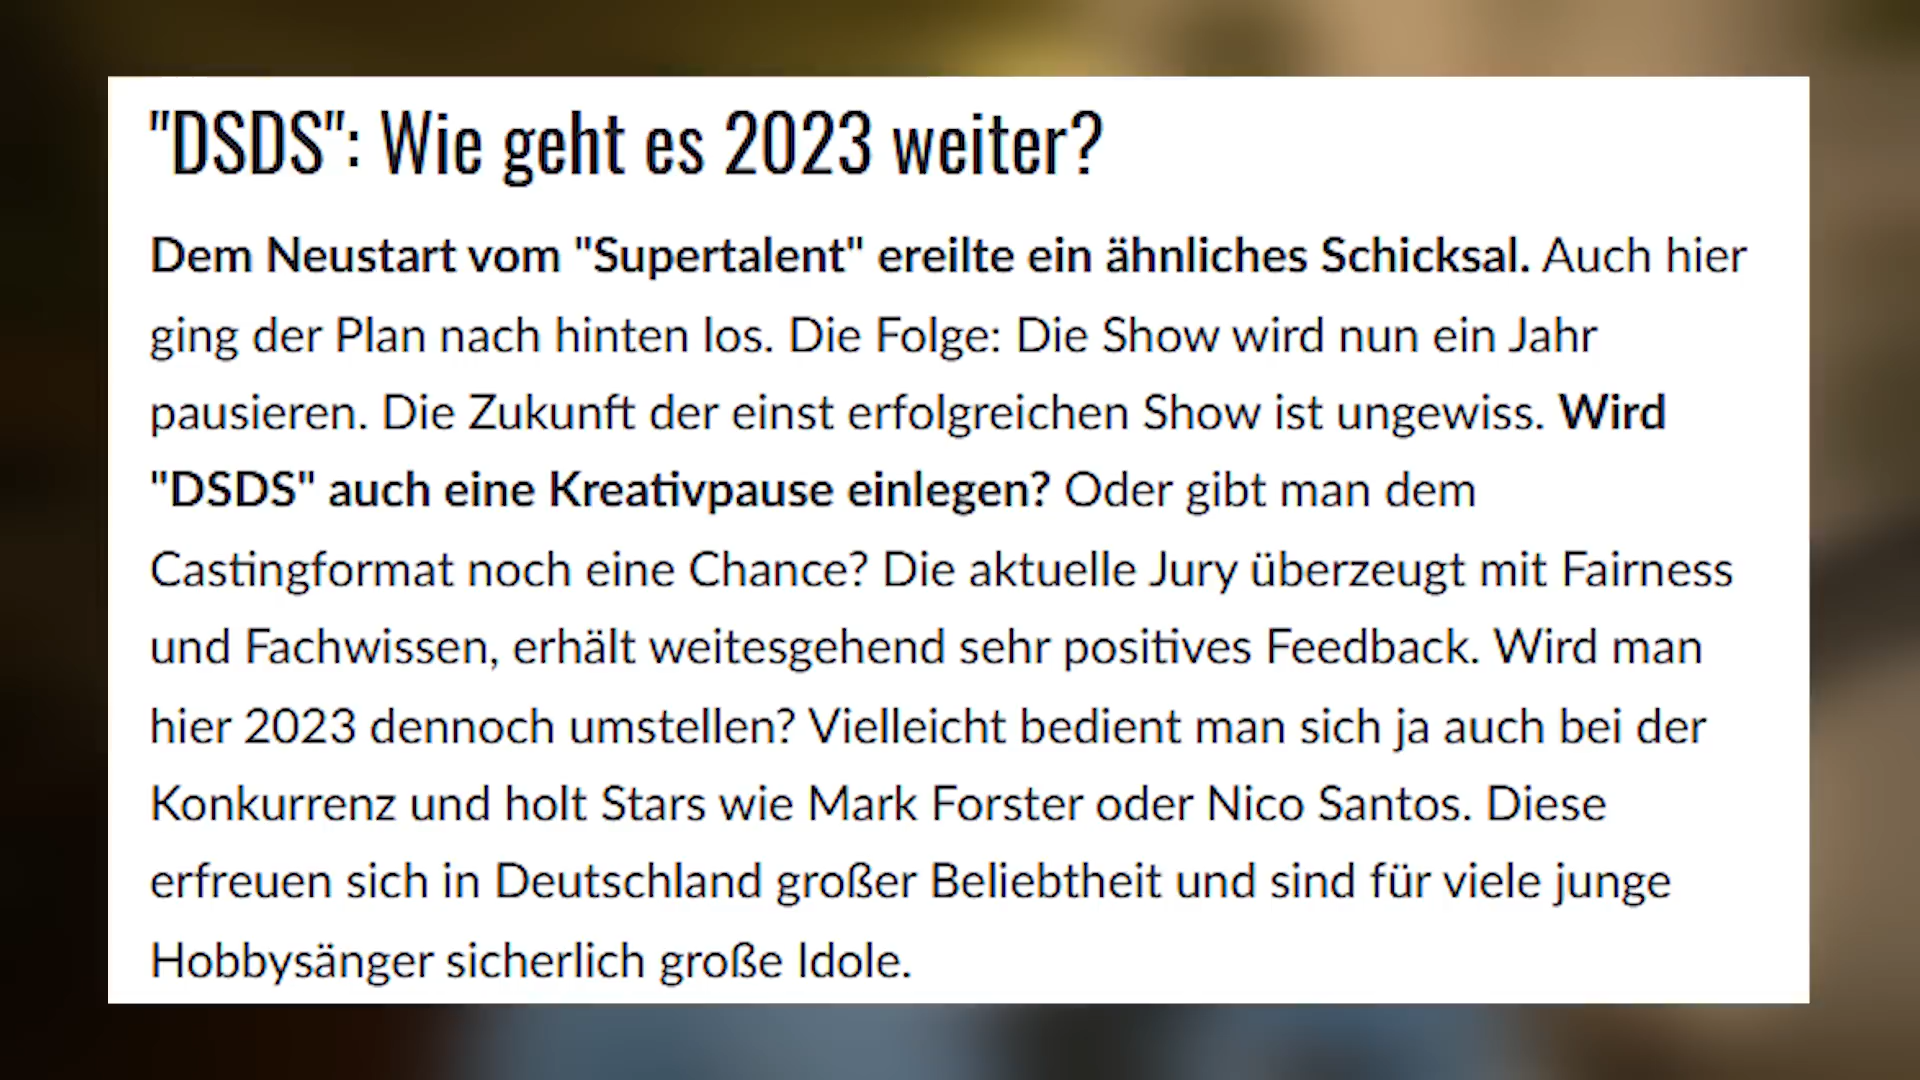 "DSDS": Wie geht es 2023 weiter?
Dem Neustart vom "Supertalent" ereilte ein ähnliches Schicksal. Auch hier
ging der Plan nach hinten los. Die Folge: Die Show wird nun ein Jahr
pausieren. Die Zukunft der einst erfolgreichen Show ist ungewiss. Wird
"DSDS" auch eine Kreativpause einlegen? Oder gibt man dem
Castingformat noch eine Chance? Die aktuelle Jury überzeugt mit Fairness
und Fachwissen, erhält weitesgehend sehr positives Feedback. Wird man
hier 2023 dennoch umstellen? Vielleicht bedient man sich ja auch bei der
Konkurrenz und holt Stars wie Mark Forster oder Nico Santos. Diese
erfreuen sich in Deutschland großer Beliebtheit und sind für viele junge
Hobbysänger sicherlich große Idole.